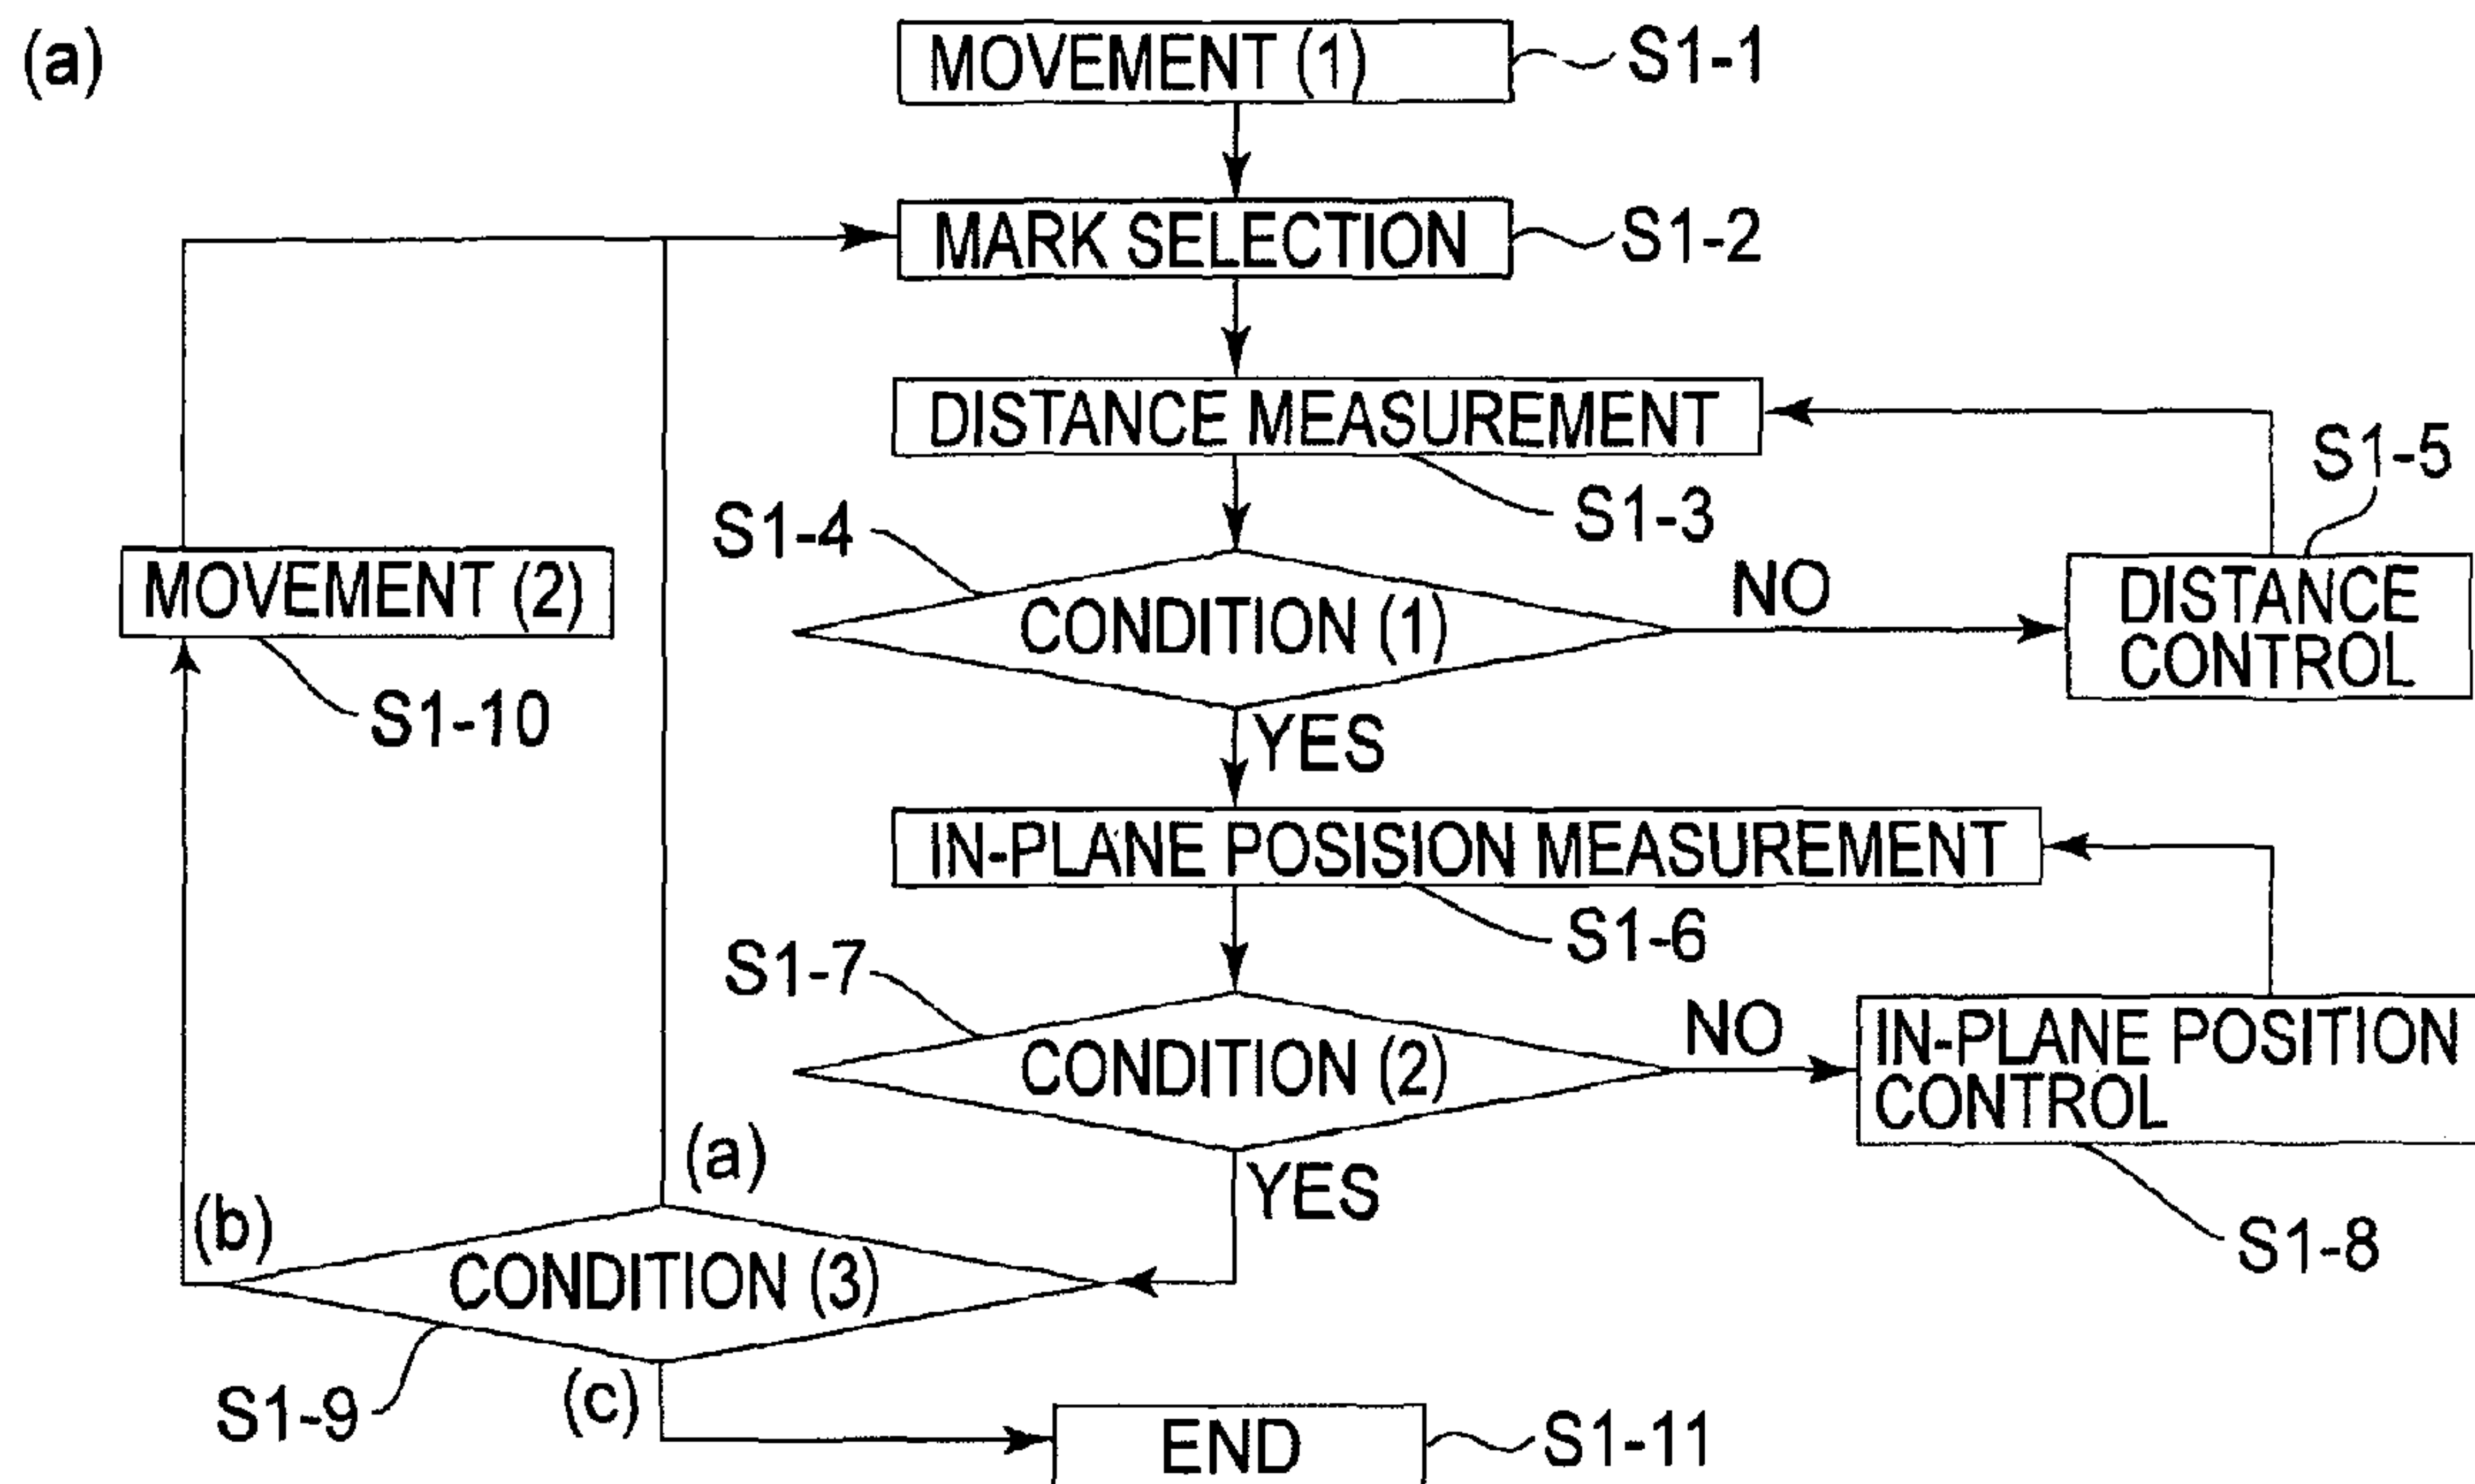 (a)
MOVEMENT (1)
S1-1
MARK SELECTION
S1-2
DISTANCE MEASUREMENT
S1-3
S1-4
CONDITION (1)
NO
S1-5
DISTANCE
CONTROL
MOVEMENT (2)
S1-10
YES
IN-PLANE POSISION MEASUREMENT
S1-6
S1-7
CONDITION (2)
NO
IN-PLANE POSITION
CONTROL
S1-8
YES
(a)
(b)
CONDITION (3)
S1-9
(c)
END
S1-11